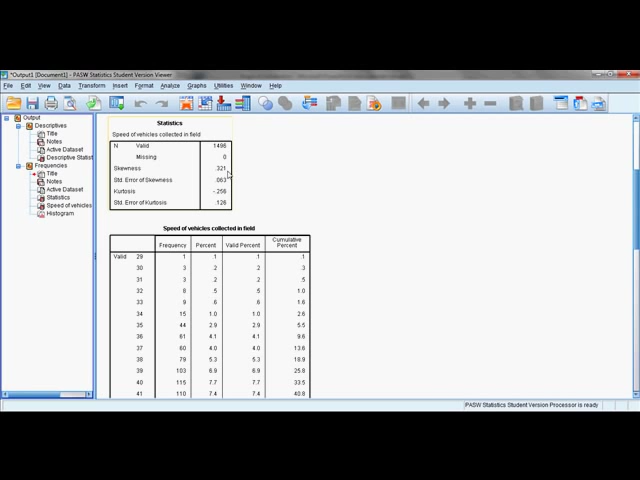 *Output1 [Document1] - PASW Statistics Student Version Viewer
File Edit View Data Transform Insert Format Analyze Graphs Utilities Window Help
Output
Descriptives
Title
Notes
Active Dataset
Descriptive Statist
Frequencies
Title
Notes
Active Dataset
Statistics
Speed of vehicles
Histogram
Statistics
Speed of vehicles collected in field
N Valid 1496
Missing 0
Skewness .321
Std. Error of Skewness .063
Kurtosis -.256
Std. Error of Kurtosis .126
Speed of vehicles collected in field
Frequency Percent Valid Percent Cumulative Percent
Valid 29 1 .1 .1 .1
30 3 .2 .2 .3
31 3 .2 .2 .5
32 8 .5 .5 1.0
33 9 .6 .6 1.6
34 15 1.0 1.0 2.6
35 44 2.9 2.9 5.5
36 61 4.1 4.1 9.6
37 60 4.0 4.0 13.6
38 79 5.3 5.3 18.9
39 103 6.9 6.9 25.8
40 115 7.7 7.7 33.5
41 110 7.4 7.4 40.8
PASW Statistics Student Version Processor is ready